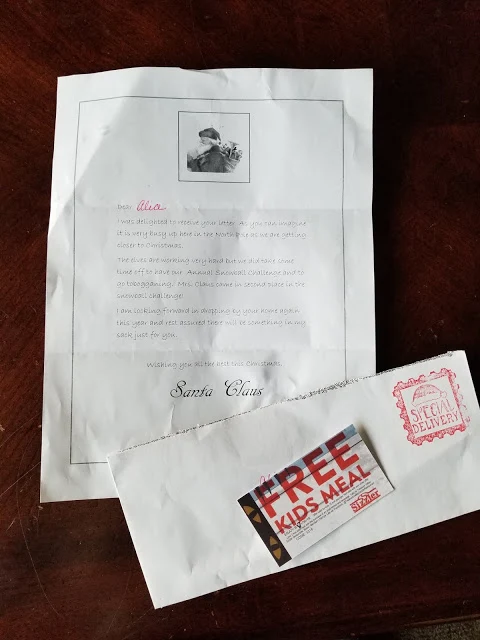 Dear Alice
I was delighted to receive your letter. As you can imagine
it is very busy up here in the North Pole as we are getting
closer to Christmas.
The elves are working very hard but we did take some
time off to have our Annual Snowball Challenge and to
go tobogganing. Mrs. Claus came in second place in the
snowball challenge!
I am looking forward in dropping by your home again
this year and rest assured there will be something in my
sack just for you.
Wishing you all the best this Christmas,
Santa Claus
SPECIAL
DELIVERY
FREE
KIDS MEAL
Sizzler